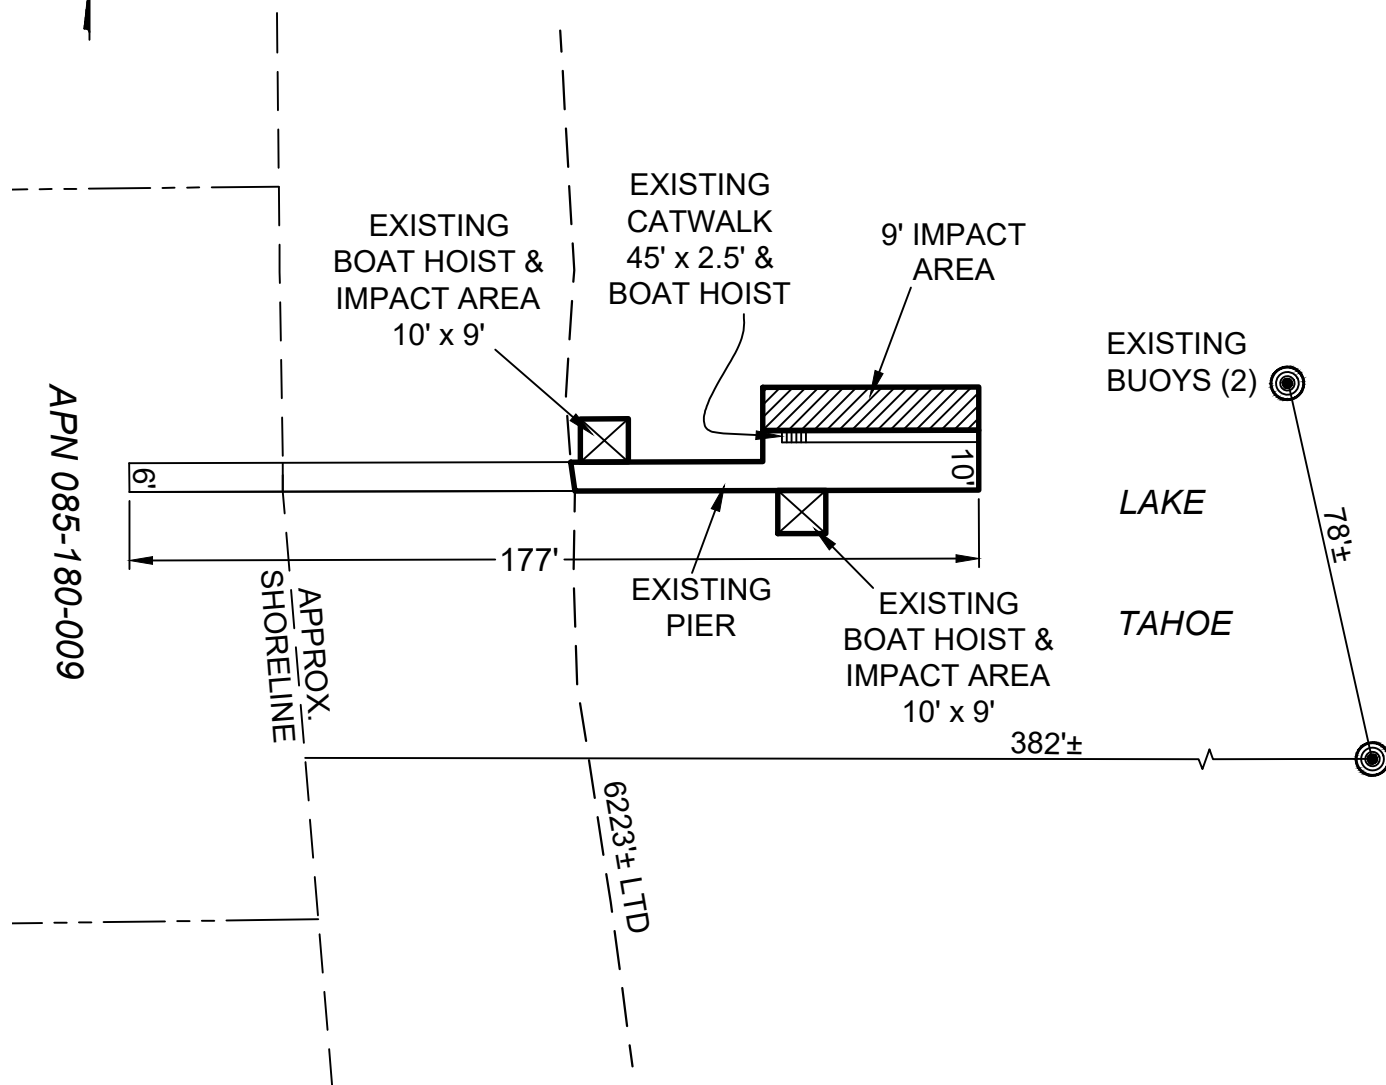 EXISTING
BOAT HOIST &
IMPACT AREA
10' x 9'
EXISTING
CATWALK
45' x 2.5' &
BOAT HOIST
9' IMPACT
AREA
EXISTING
BUOYS (2)
APN 085-180-009
6'
10'
177'
LAKE
TAHOE
78'±
EXISTING
PIER
EXISTING
BOAT HOIST &
IMPACT AREA
10' x 9'
APPROX.
SHORELINE
382'±
6223'± LTD